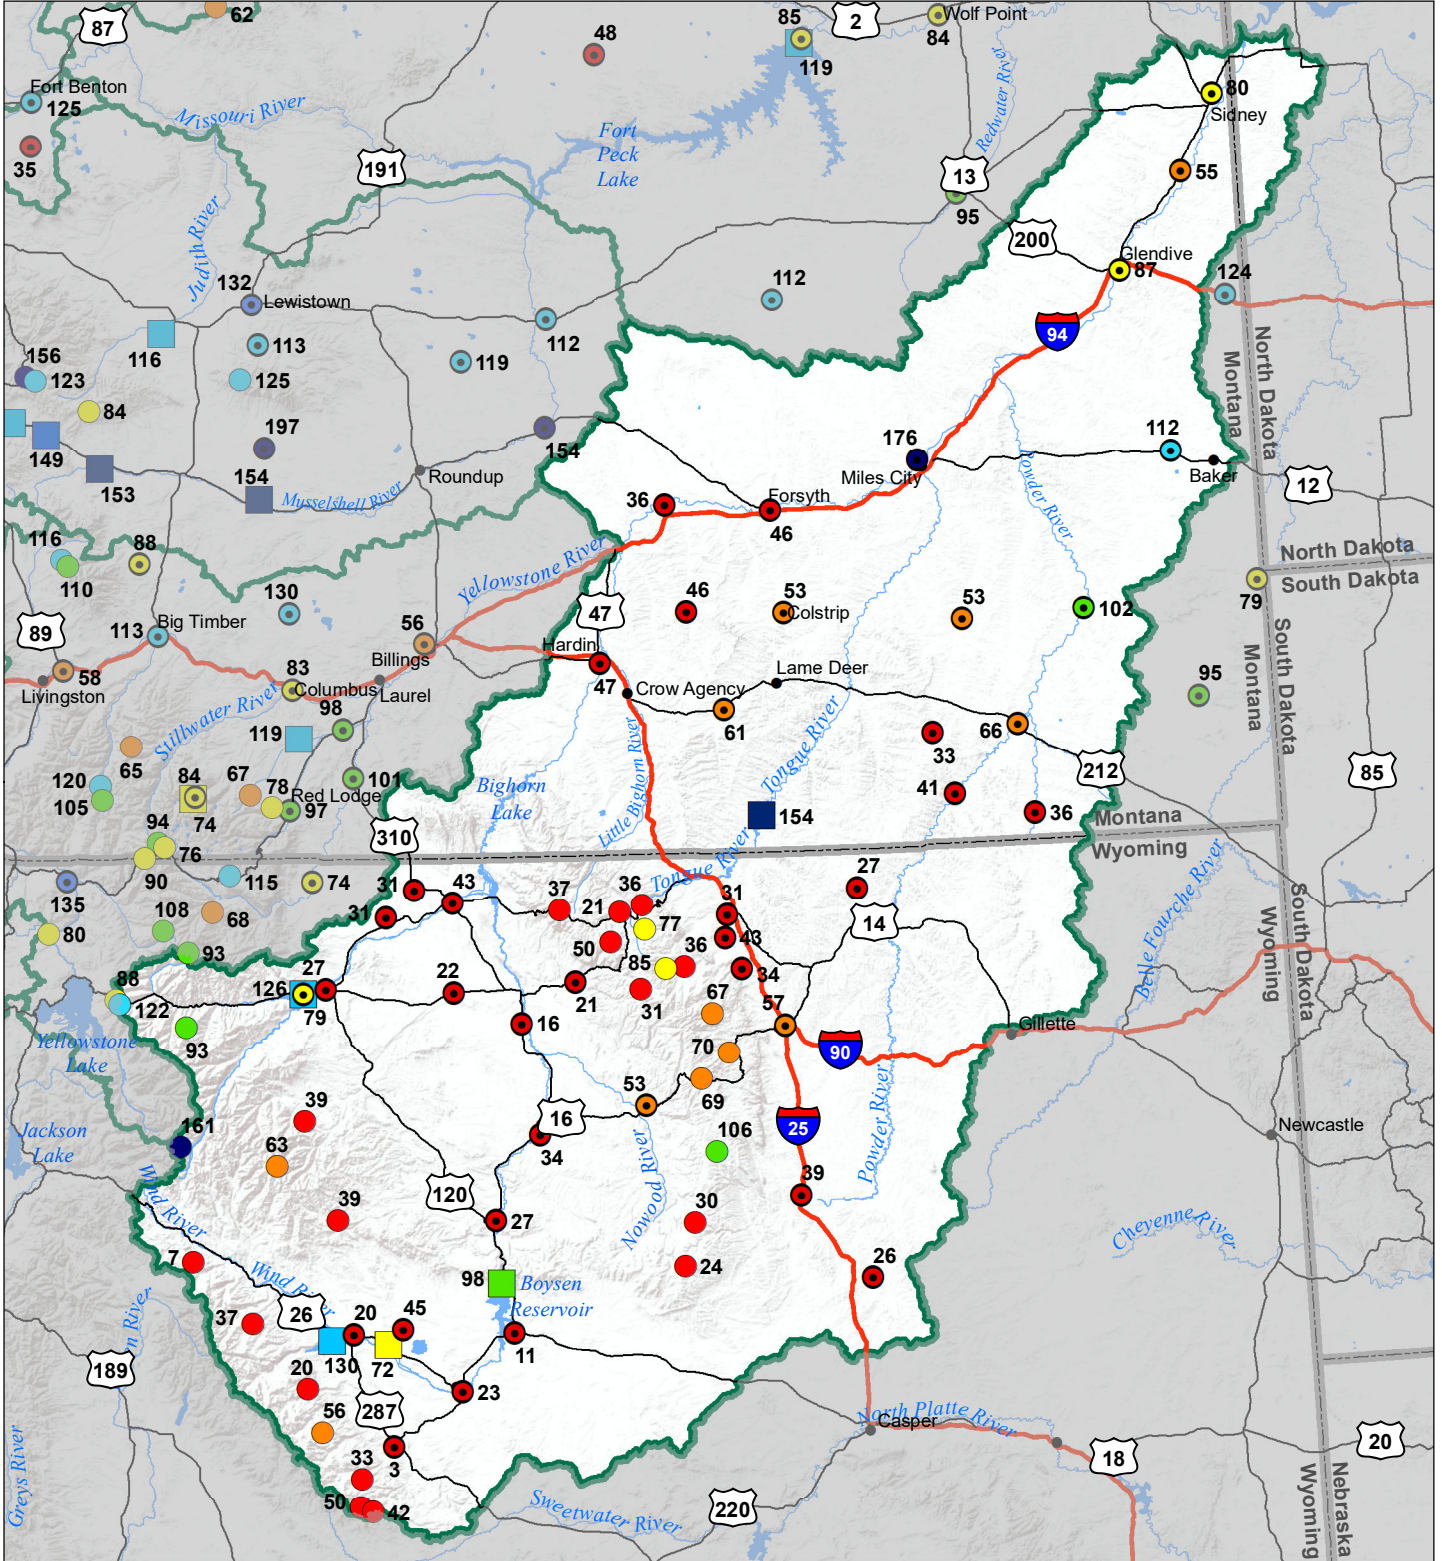 62
87
48
85
2
Wolf Point
84
119
Fort Benton
125
Missouri River
Redwater River
80
Sidney
Fort
Peck
Lake
35
191
13
55
95
Judith River
200
Glendive
87
132
Lewistown
112
124
94
116
113
112
North Dakota
Montana
156
123
125
119
84
197
149
154
154
176
112
153
Roundup
Miles City
Powder River
Baker
12
Musselshell River
36
Forsyth
46
116
88
110
Yellowstone River
North Dakota
South Dakota
79
130
46
53
Colstrip
53
102
89
113
Big Timber
56
47
Hardin
58
Livingston
83
Columbus
Billings
Laurel
47
Crow Agency
Lame Deer
South Dakota
Montana
95
Stillwater River
98
61
66
33
119
65
Little Bighorn River
Tongue River
212
85
120
105
84
74
67
78
Red Lodge
97
101
Bighorn
Lake
154
41
36
94
76
310
Montana
Wyoming
90
115
74
Tongue River
27
135
31
43
37
21
36
31
14
Belle Fourche River
South Dakota
Wyoming
80
108
68
31
77
43
93
50
85
36
34
88
122
126
27
79
22
21
31
67
57
93
16
Gillette
Yellowstone
Lake
70
90
53
69
39
16
25
Powder River
Newcastle
Jackson
Lake
161
63
34
106
Wind River
120
39
27
Nowood River
30
39
Cheyenne River
7
24
26
Wind River
98
Boysen
Reservoir
37
26
20
45
130
72
11
189
20
23
56
287
North Platte River
Casper
3
33
18
20
50
42
Sweetwater River
220
Greys River
Nebraska
Wyoming